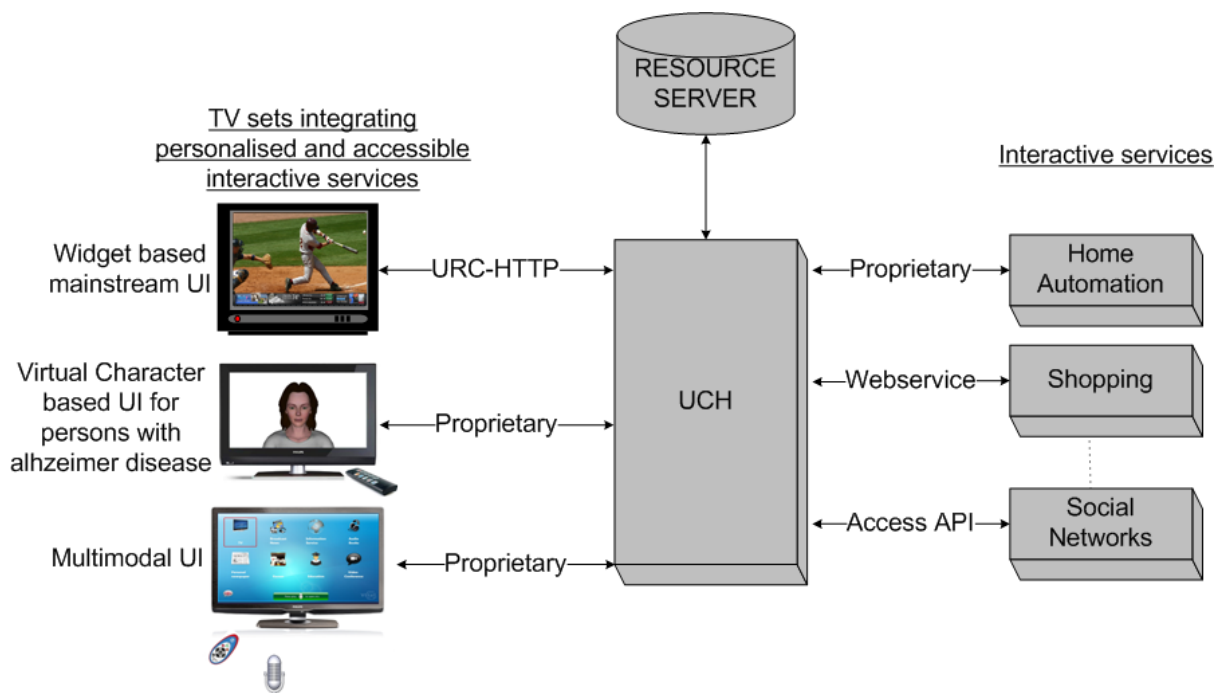 RESOURCE
SERVER
TV sets integrating
personalised and accessible
interactive services
Interactive services
Widget based
mainstream UI
URC-HTTP
Proprietary
Home
Automation
Virtual Character
based UI for
persons with
alhzeimer disease
Proprietary
UCH
Webservice
Shopping
Multimodal UI
Proprietary
Access API
Social
Networks